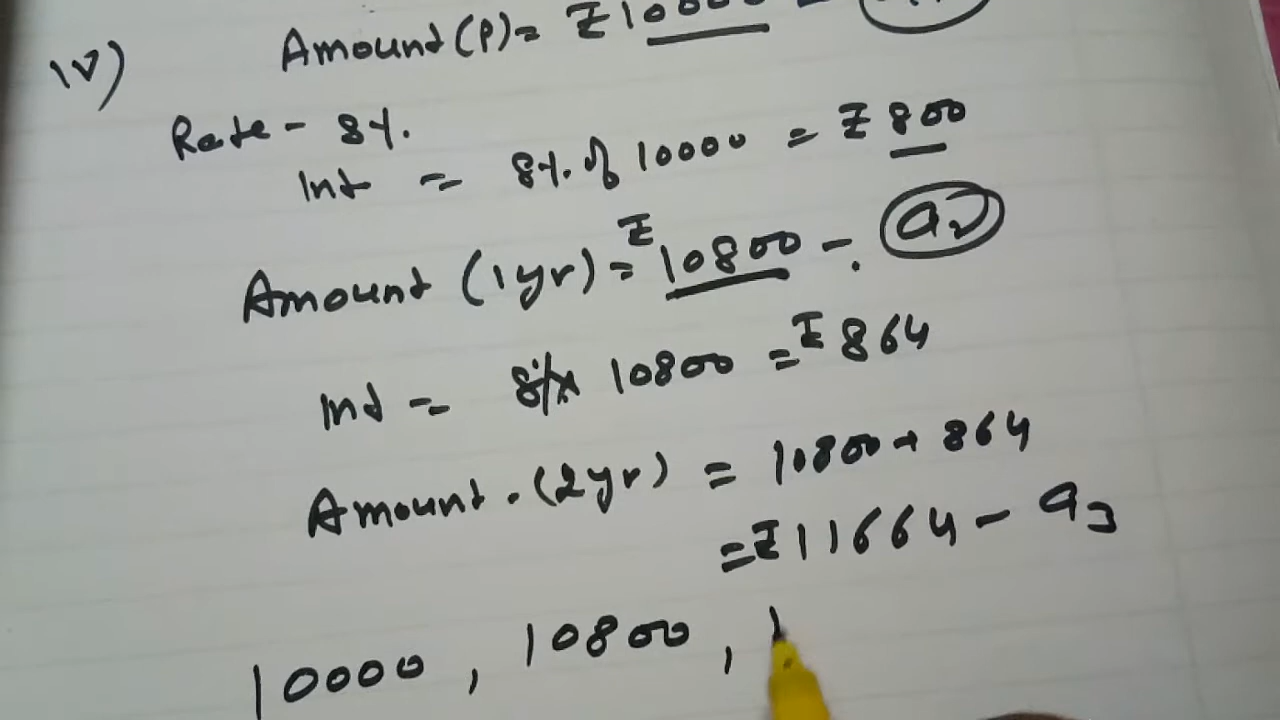 iv) Amount (P) = ₹10000 -
Rate - 8%.
Int = 8% of 10000 = ₹800
Amount (1yr) = ₹10800 - a2
Int = 8% x 10800 = ₹864
Amount. (2yr) = 10800 + 864
= ₹11664 - a3
10000, 10800, 1